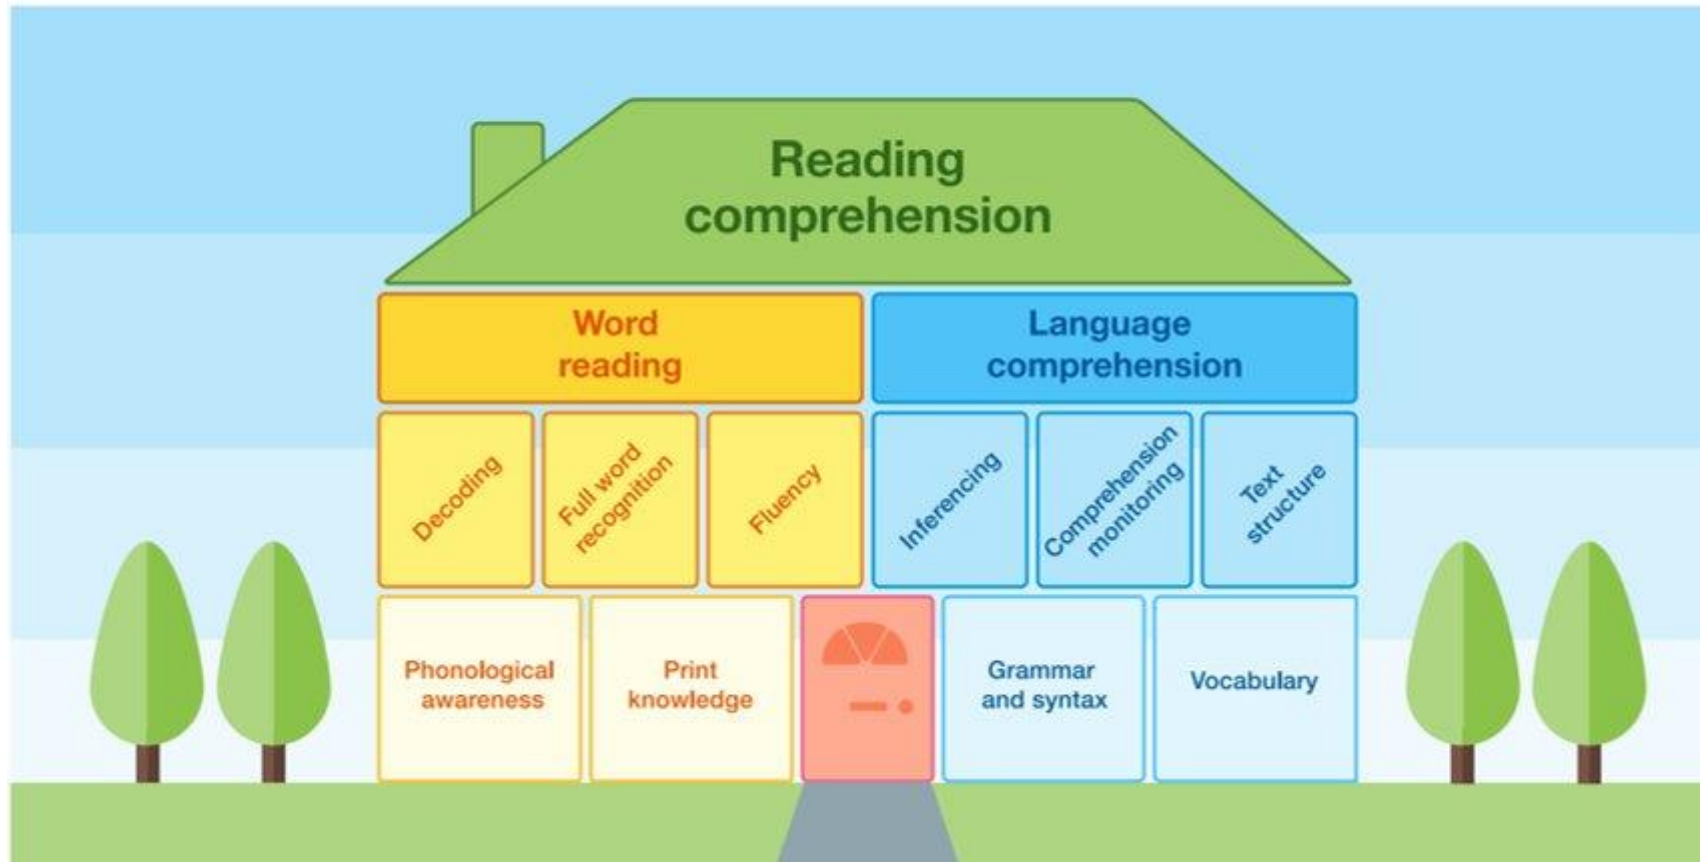 Reading
comprehension
Word
reading
Language
comprehension
Decoding
Full word
recognition
Fluency
Inferencing
Comprehension
monitoring
Text
structure
Phonological
awareness
Print
knowledge
Grammar
and syntax
Vocabulary